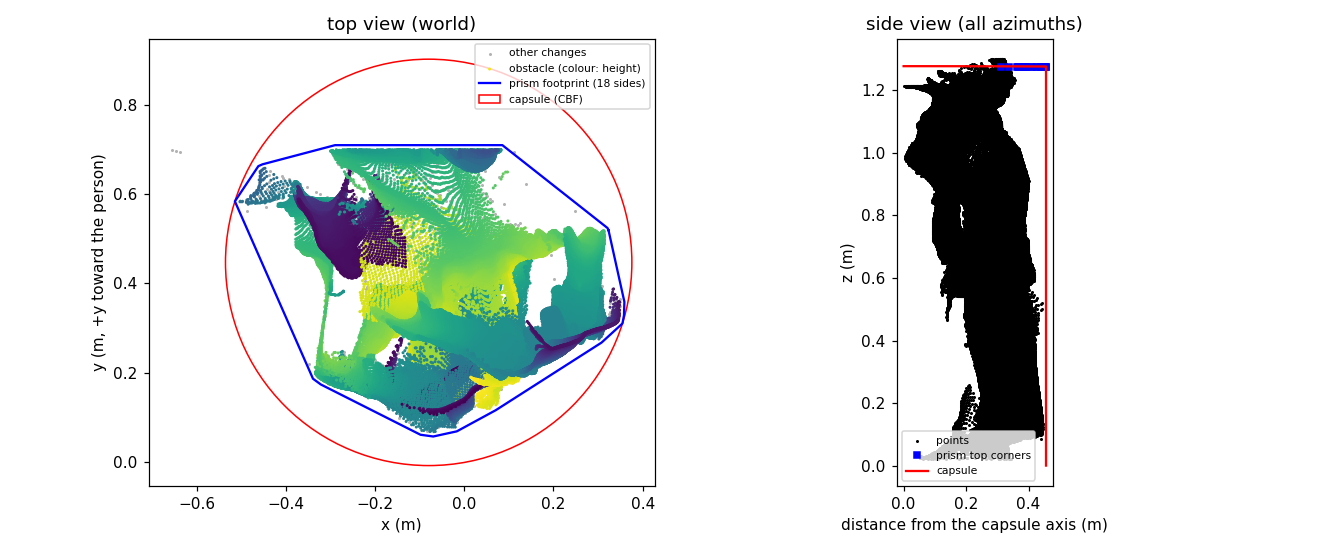 top view (world)
other changes
obstacle (colour: height)
prism footprint (18 sides)
capsule (CBF)
y (m, +y toward the person)
0.8
0.6
0.4
0.2
0.0
−0.6
−0.4
−0.2
0.0
0.2
0.4
x (m)
side view (all azimuths)
z (m)
1.2
1.0
0.8
0.6
0.4
0.2
0.0
points
prism top corners
capsule
0.0
0.2
0.4
distance from the capsule axis (m)